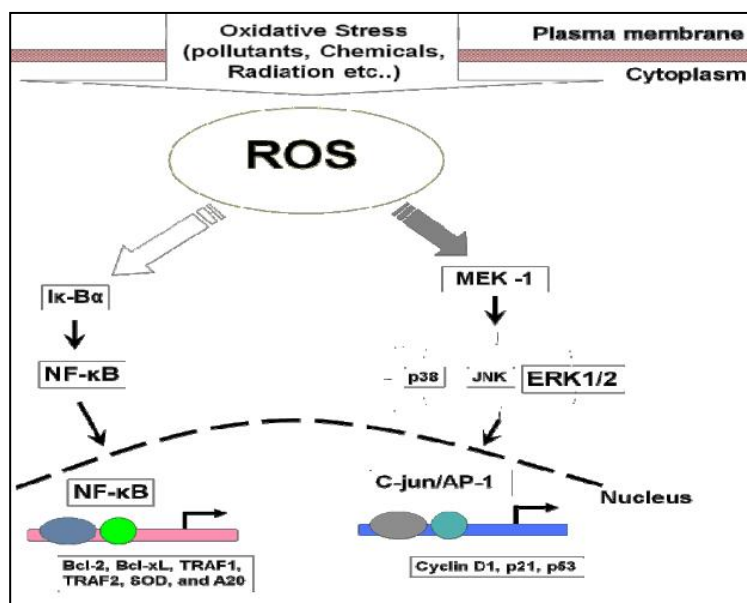 Oxidative Stress
(pollutants, Chemicals,
Radiation etc..)
Plasma membrane
Cytoplasm
ROS
Iκ-Bα
MEK -1
NF-κB
p38
JNK
ERK1/2
NF-κB
C-jun/AP-1
Nucleus
Bcl-2, Bcl-xL, TRAF1,
TRAF2, SOD, and A20
Cyclin D1, p21, p53